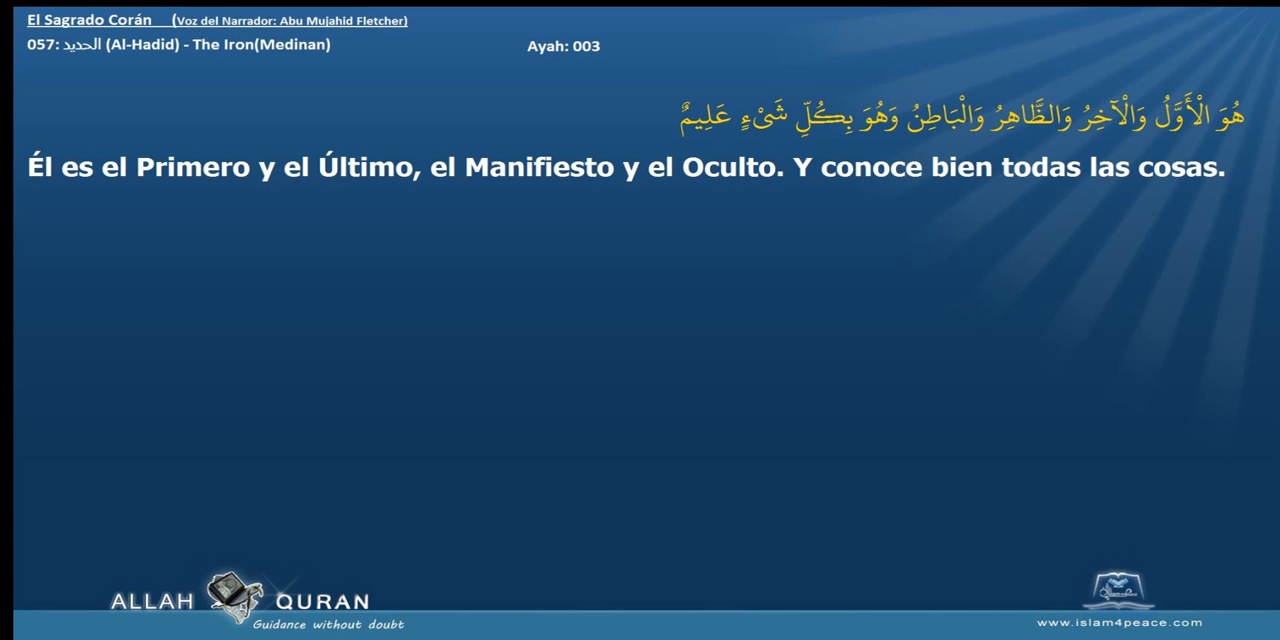 El Sagrado Corán (Voz del Narrador: Abu Mujahid Fletcher)
057: الحديد (Al-Hadid) - The Iron(Medinan) Ayah: 003
هُوَ الْأَوَّلُ وَالْآخِرُ وَالظَّاهِرُ وَالْبَاطِنُ وَهُوَ بِكُلِّ شَىْءٍ عَلِيمٌ
Él es el Primero y el Último, el Manifiesto y el Oculto. Y conoce bien todas las cosas.
ALLAH QURAN
Guidance without doubt
www.islam4peace.com